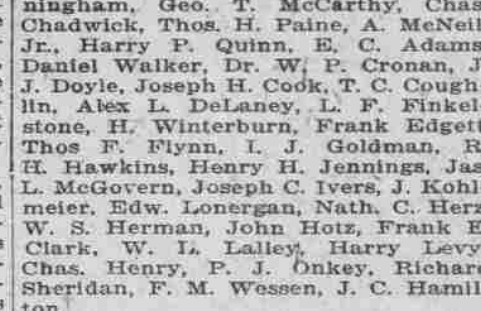 ningham, Geo. T. McCarthy, Chas
Chadwick, Thos. H. Paine, A. McNeil
Jr., Harry P. Quinn, E. C. Adams
Daniel Walker, Dr. W. P. Cronan, J
J. Doyle, Joseph H. Cook, T. C. Cough-
lin, Alex L. DeLaney, L. F. Finkel-
stone, H. Winterburn, Frank Edgett
Thos F. Flynn, I. J. Goldman, R
H. Hawkins, Henry H. Jennings, Jas
L. McGovern, Joseph C. Ivers, J. Kohl-
meier, Edw. Lonergan, Nath. C. Herz
W. S. Herman, John Hotz, Frank E
Clark, W. L. Lalley, Harry Levy
Chas. Henry, P. J. Onkey, Richard
Sheridan, F. M. Wessen, J. C. Hamil-
ton